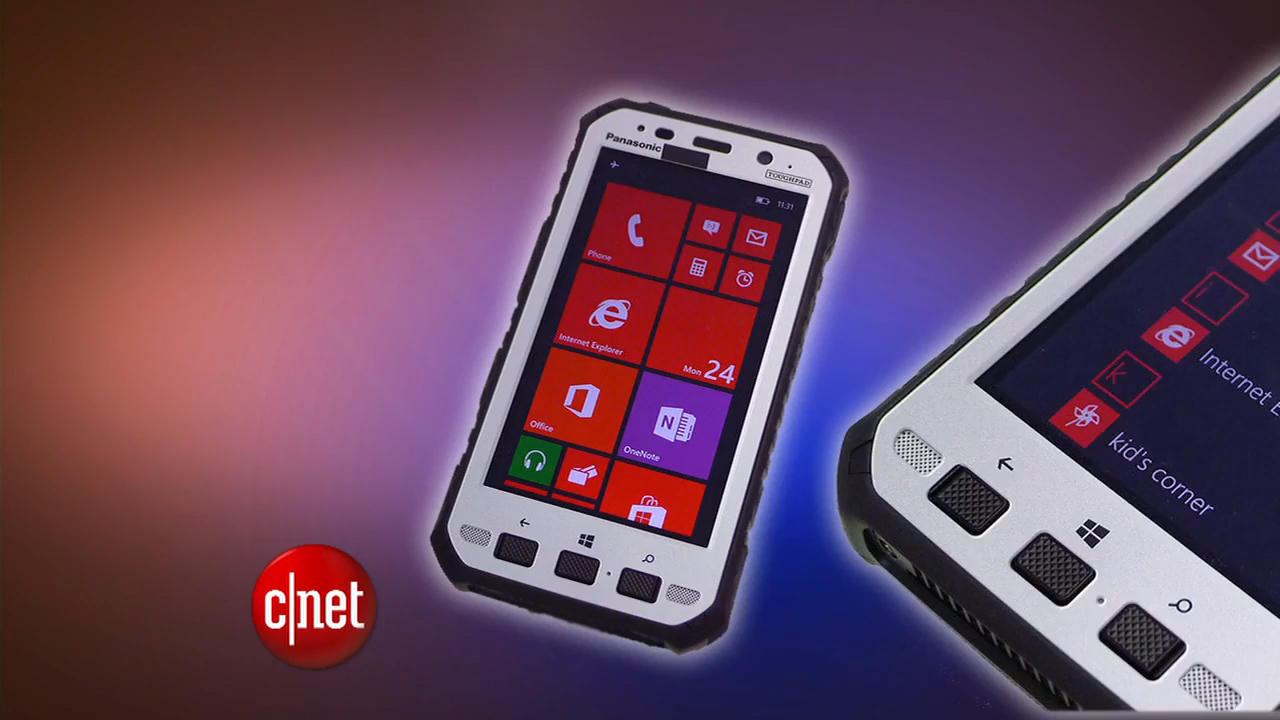 Panasonic
TOUGHPAD
11:31
Phone
Internet Explorer
Mon 24
Office
N
OneNote
c|net
i
Internet E
K
kid's corner